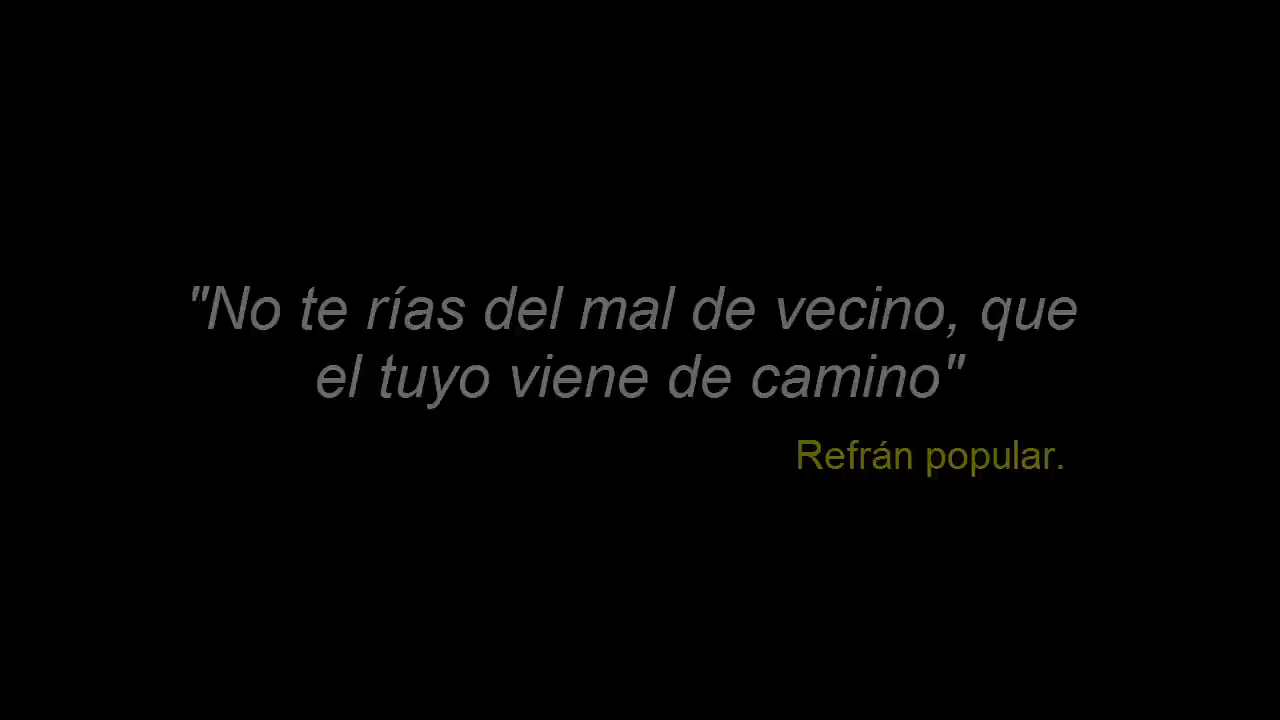 "No te rías del mal de vecino, que
el tuyo viene de camino"
Refrán popular.